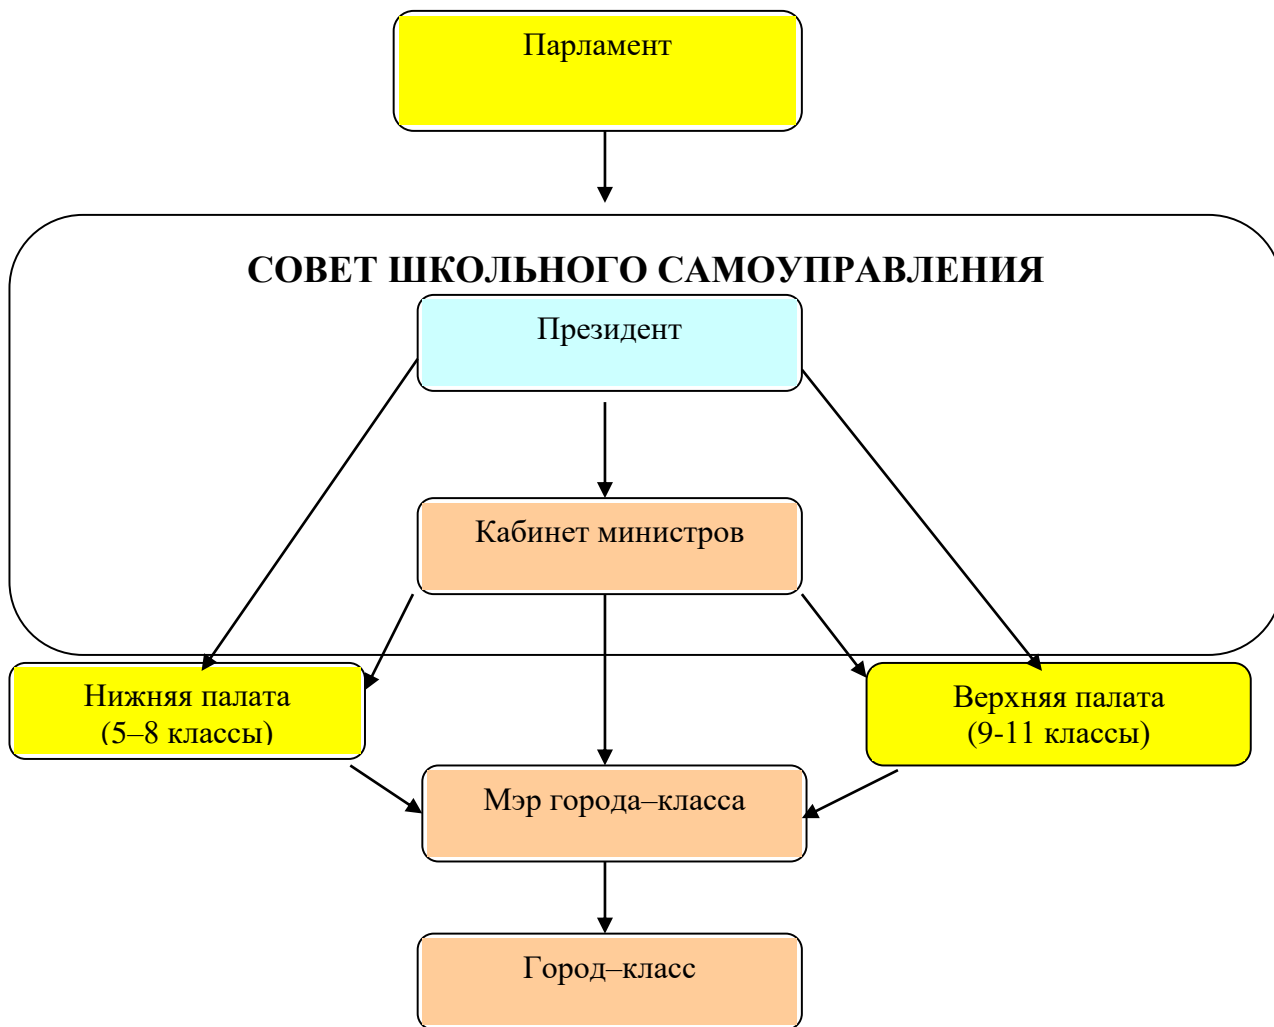 Парламент
СОВЕТ ШКОЛЬНОГО САМОУПРАВЛЕНИЯ
Президент
Кабинет министров
Нижняя палата
(5–8 классы)
Верхняя палата
(9-11 классы)
Мэр города–класса
Город–класс